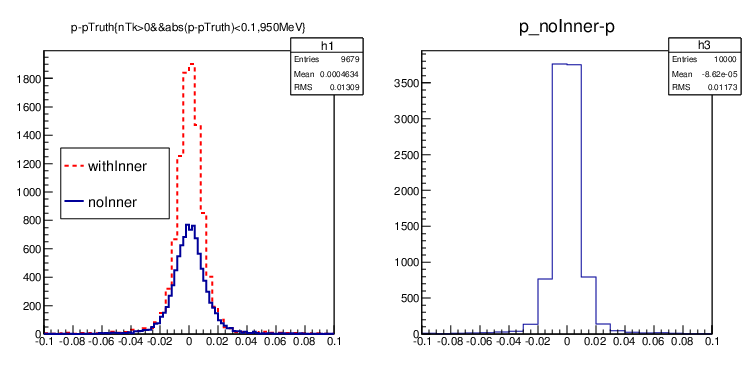 p-pTruth{nTk>0&&abs(p-pTruth)<0.1,950MeV}
h1
Entries 9679
Mean 0.0004634
RMS 0.01309
withInner
noInner
1800
1600
1400
1200
1000
800
600
400
200
0
-0.1 -0.08 -0.06 -0.04 -0.02 0 0.02 0.04 0.06 0.08 0.1
p_noInner-p
h3
Entries 10000
Mean -8.62e-05
RMS 0.01173
3500
3000
2500
2000
1500
1000
500
0
-0.1 -0.08 -0.06 -0.04 -0.02 0 0.02 0.04 0.06 0.08 0.1